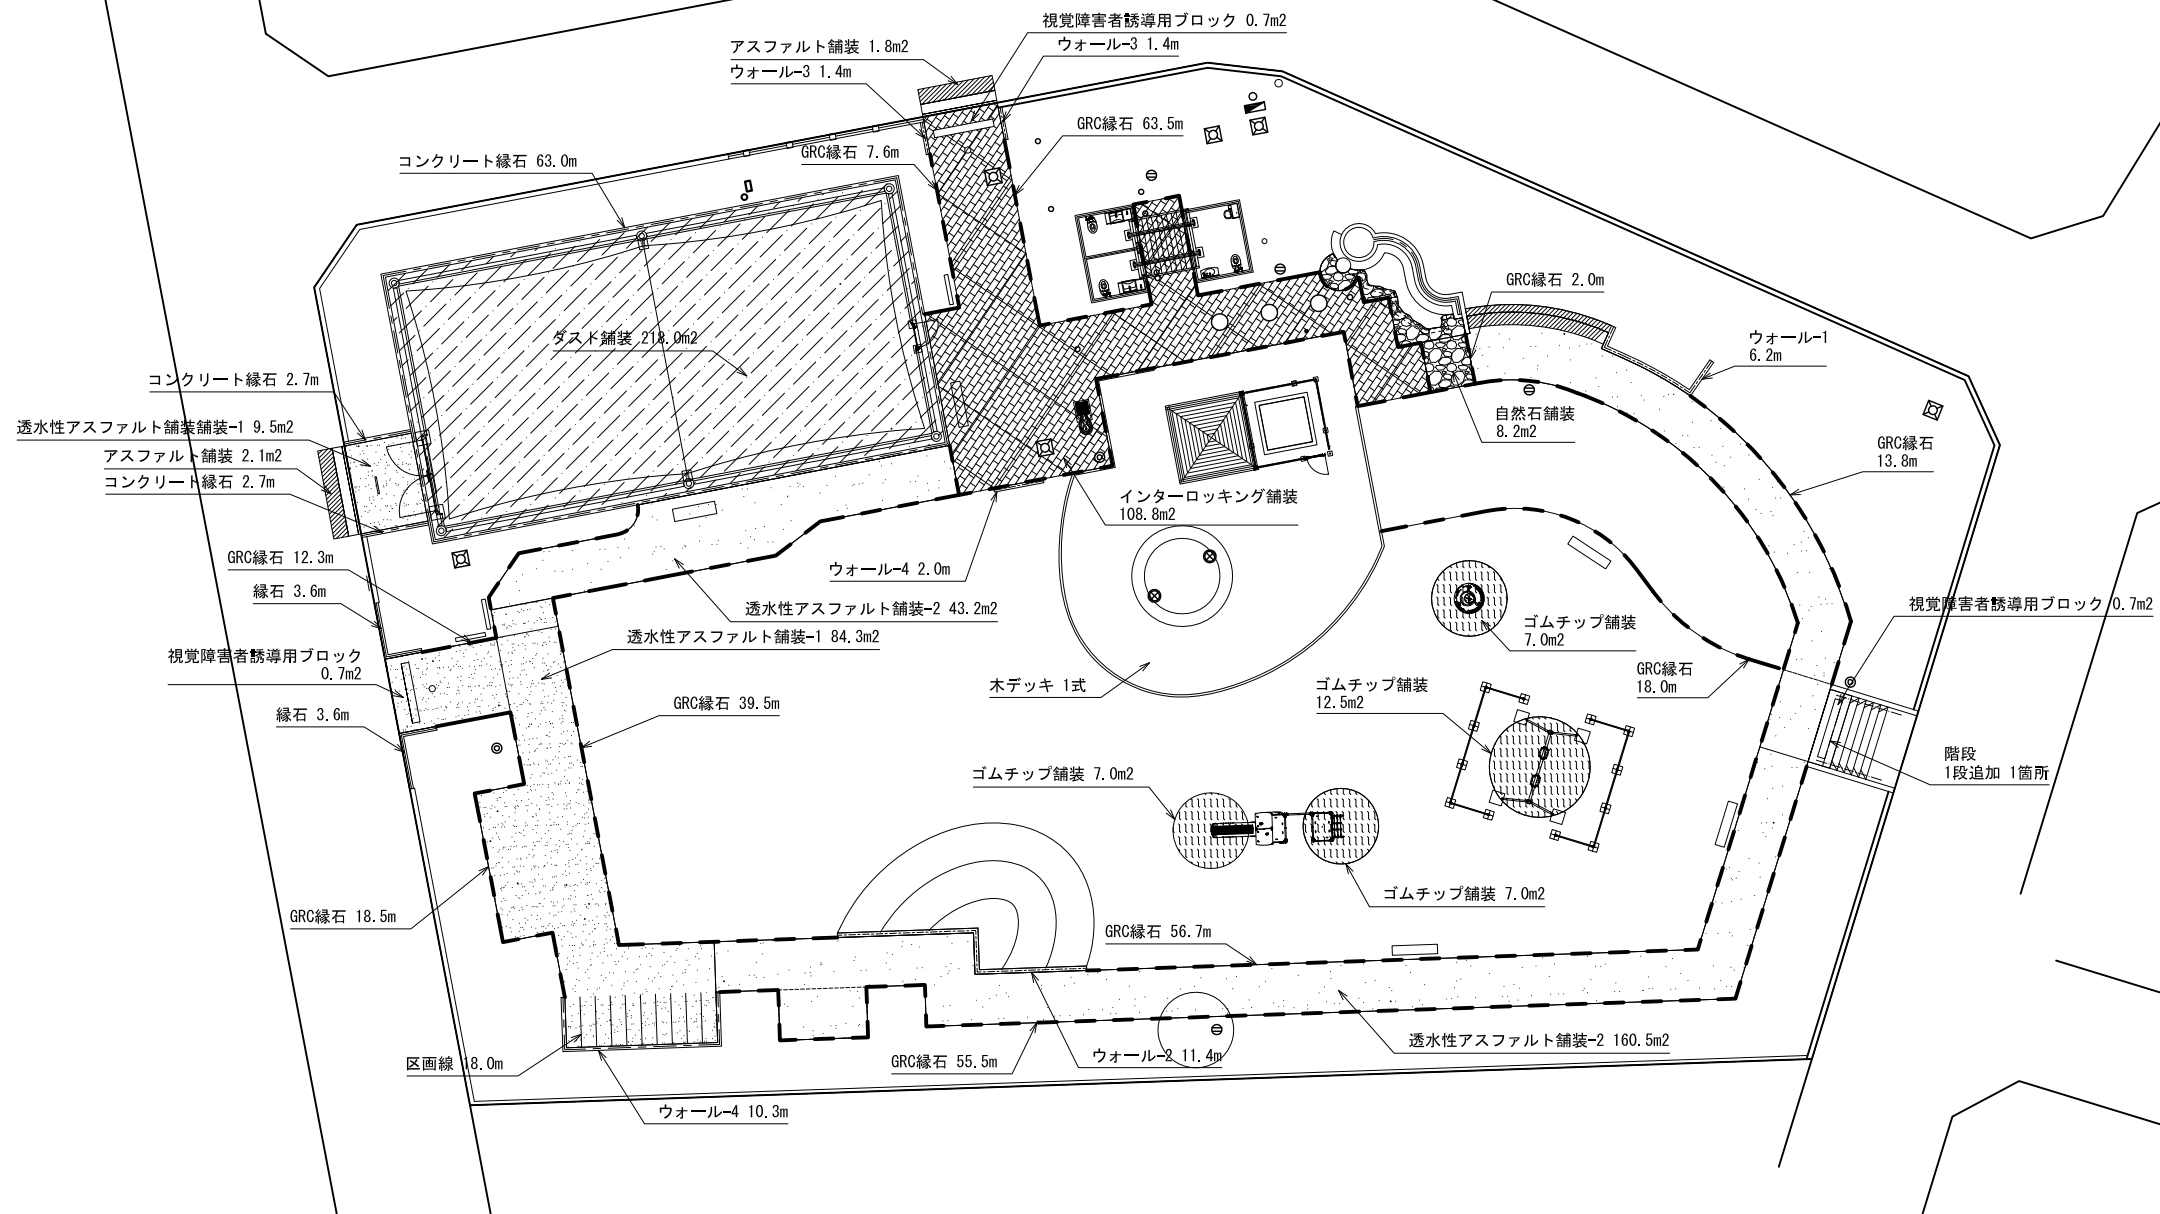 視覚障害者誘導用ブロック 0.7m2
アスファルト舗装 1.8m2
ウォール-3 1.4m
ウォール-3 1.4m
GRC縁石 63.5m
GRC縁石 7.6m
コンクリート縁石 63.0m
GRC縁石 2.0m
ダスト舗装 218.0m2
ウォール-1
6.2m
コンクリート縁石 2.7m
透水性アスファルト舗装舗装-1 9.5m2
アスファルト舗装 2.1m2
コンクリート縁石 2.7m
自然石舗装
8.2m2
GRC縁石
13.8m
インターロッキング舗装
108.8m2
GRC縁石 12.3m
縁石 3.6m
ウォール-4 2.0m
透水性アスファルト舗装-2 43.2m2
透水性アスファルト舗装-1 84.3m2
視覚障害者誘導用ブロック 0.7m2
ゴムチップ舗装
7.0m2
視覚障害者誘導用ブロック
0.7m2
GRC縁石
18.0m
木デッキ 1式
ゴムチップ舗装
12.5m2
GRC縁石 39.5m
縁石 3.6m
階段
1段追加 1箇所
ゴムチップ舗装 7.0m2
ゴムチップ舗装 7.0m2
GRC縁石 18.5m
GRC縁石 56.7m
透水性アスファルト舗装-2 160.5m2
区画線 18.0m
GRC縁石 55.5m
ウォール-2 11.4m
ウォール-4 10.3m